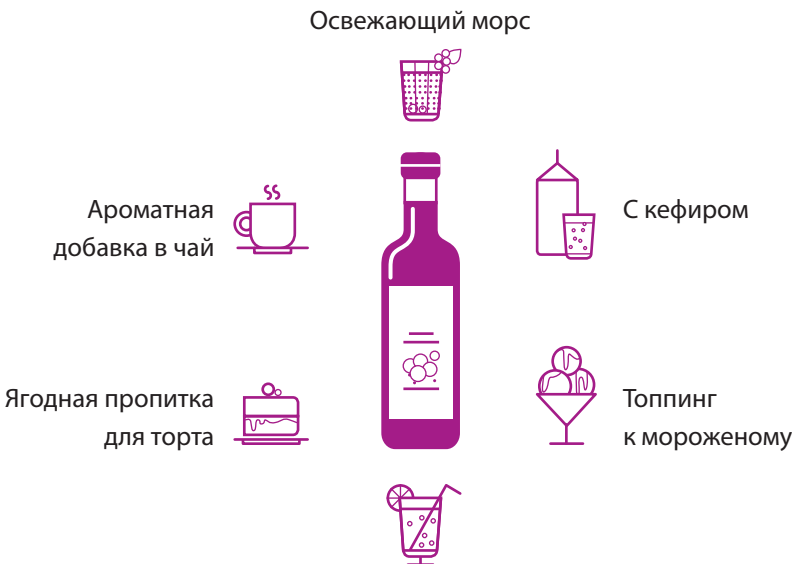 Освежающий морс
Ароматная
добавка в чай
С кефиром
Ягодная пропитка
для торта
Топпинг
к мороженому